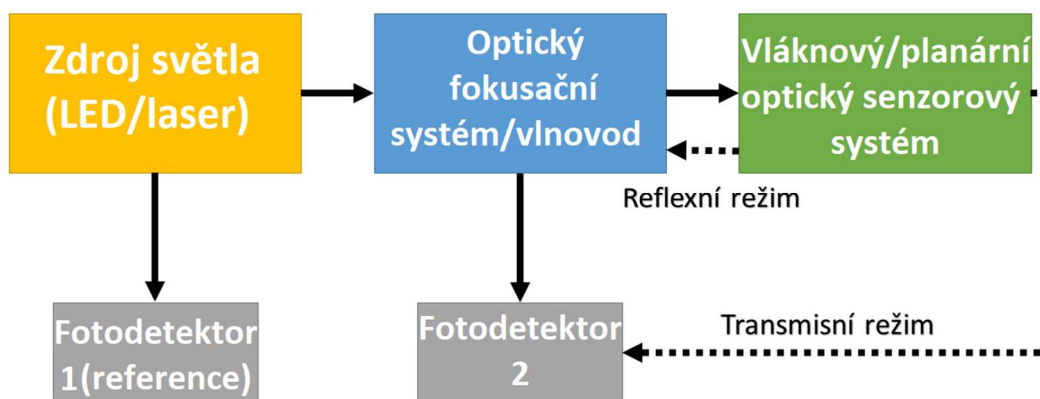 Zdroj světla
(LED/laser)
Optický
fokusační
systém/vlnovod
Vláknový/planární
optický senzorový
systém
Reflexní režim
Fotodetektor
1(reference)
Fotodetektor
2
Transmisní režim